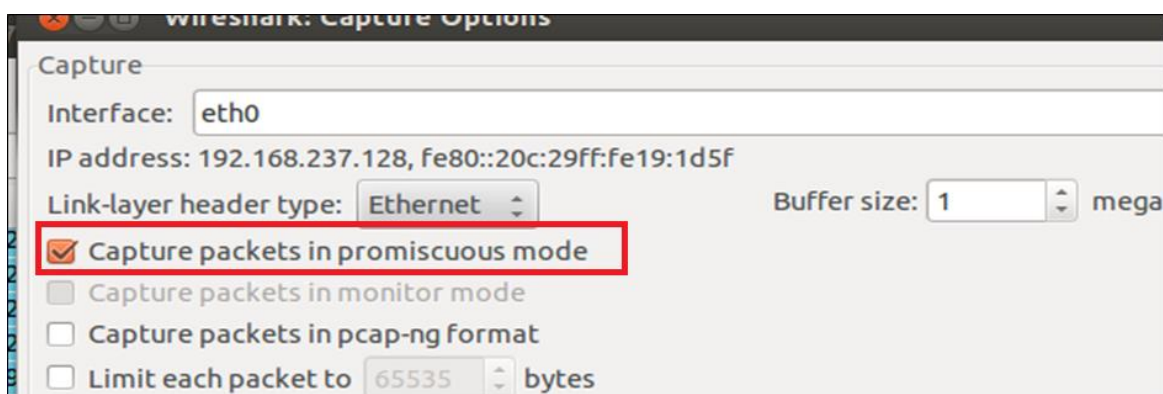 Wireshark: Capture Options
Capture
Interface: eth0
IP address: 192.168.237.128, fe80::20c:29ff:fe19:1d5f
Link-layer header type: Ethernet Buffer size: 1 mega
Capture packets in promiscuous mode
Capture packets in monitor mode
Capture packets in pcap-ng format
Limit each packet to 65535 bytes